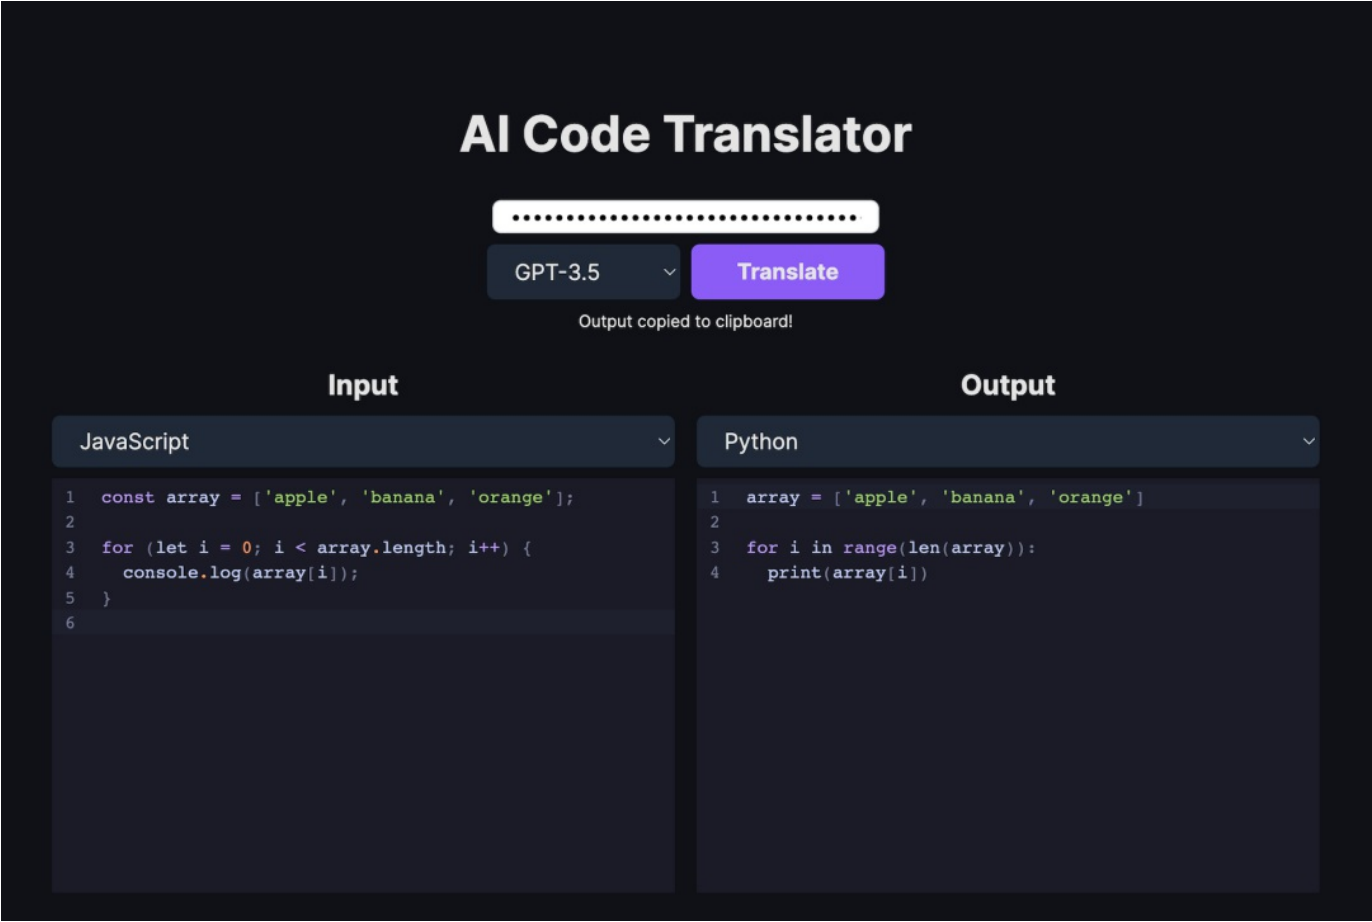 AI Code Translator
••••••••••••••••••••••••••••••••
GPT-3.5
Translate
Output copied to clipboard!
Input
JavaScript
1 const array = ['apple', 'banana', 'orange'];
2
3 for (let i = 0; i < array.length; i++) {
4   console.log(array[i]);
5 }
6
Output
Python
1 array = ['apple', 'banana', 'orange']
2
3 for i in range(len(array)):
4   print(array[i])